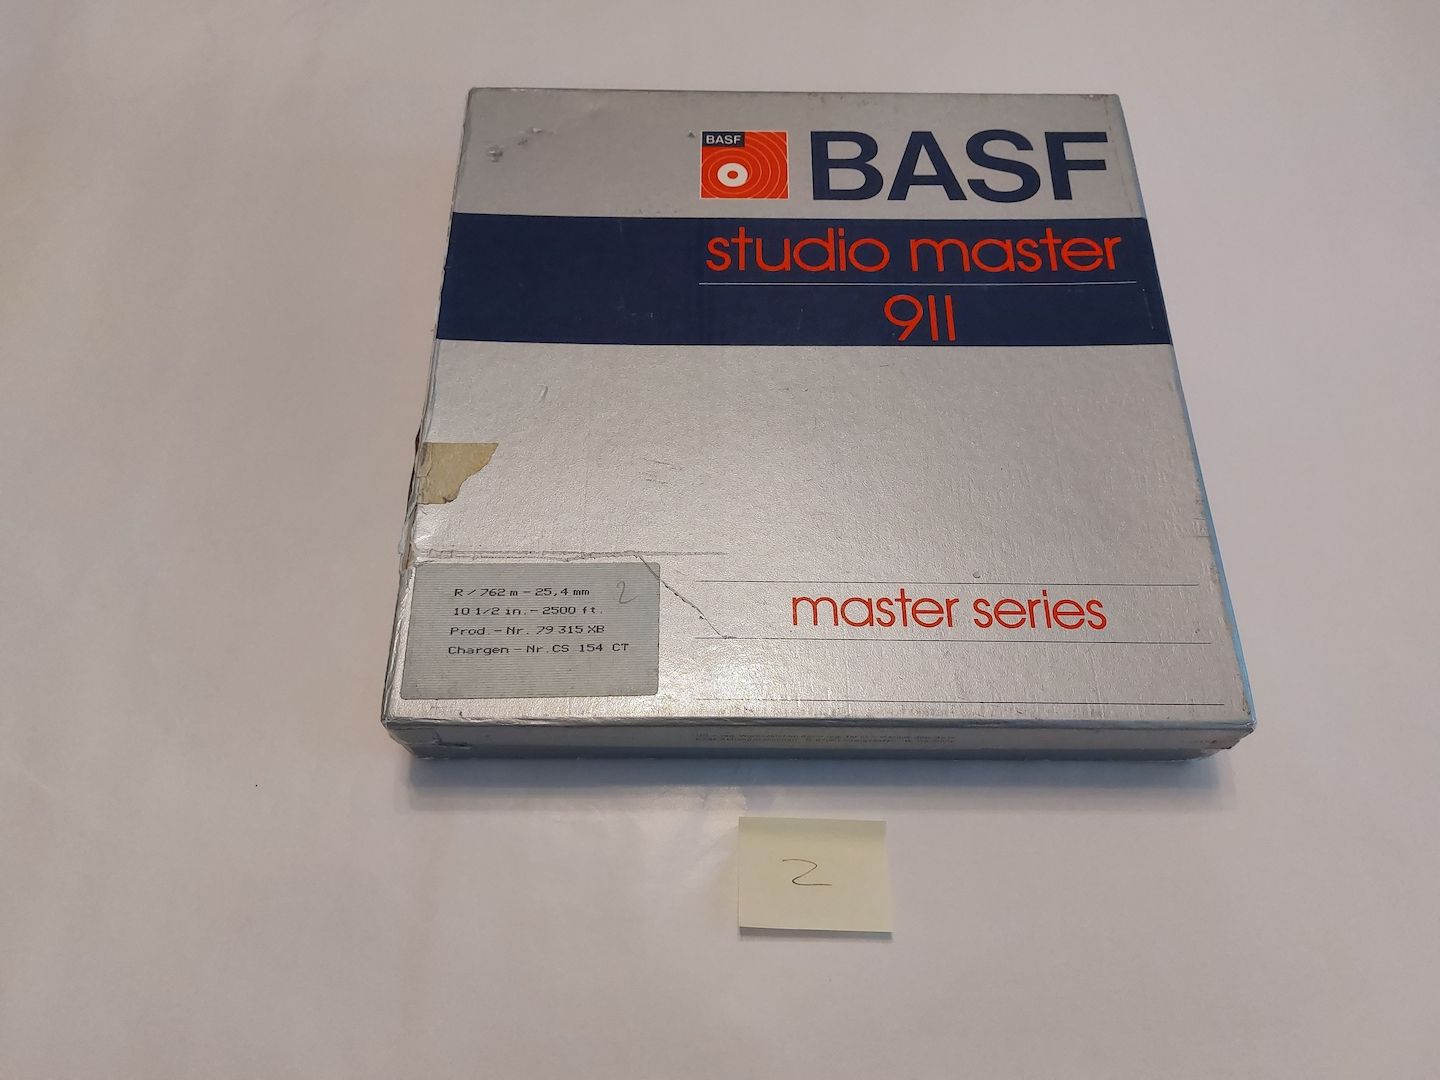 BASF
BASF
studio master
911
R/762 m - 25,4 mm 2
10 1/2 in. - 2500 ft.
Prod. - Nr. 79 315 XB
Chargen - Nr. CS 154 CT
master series
2